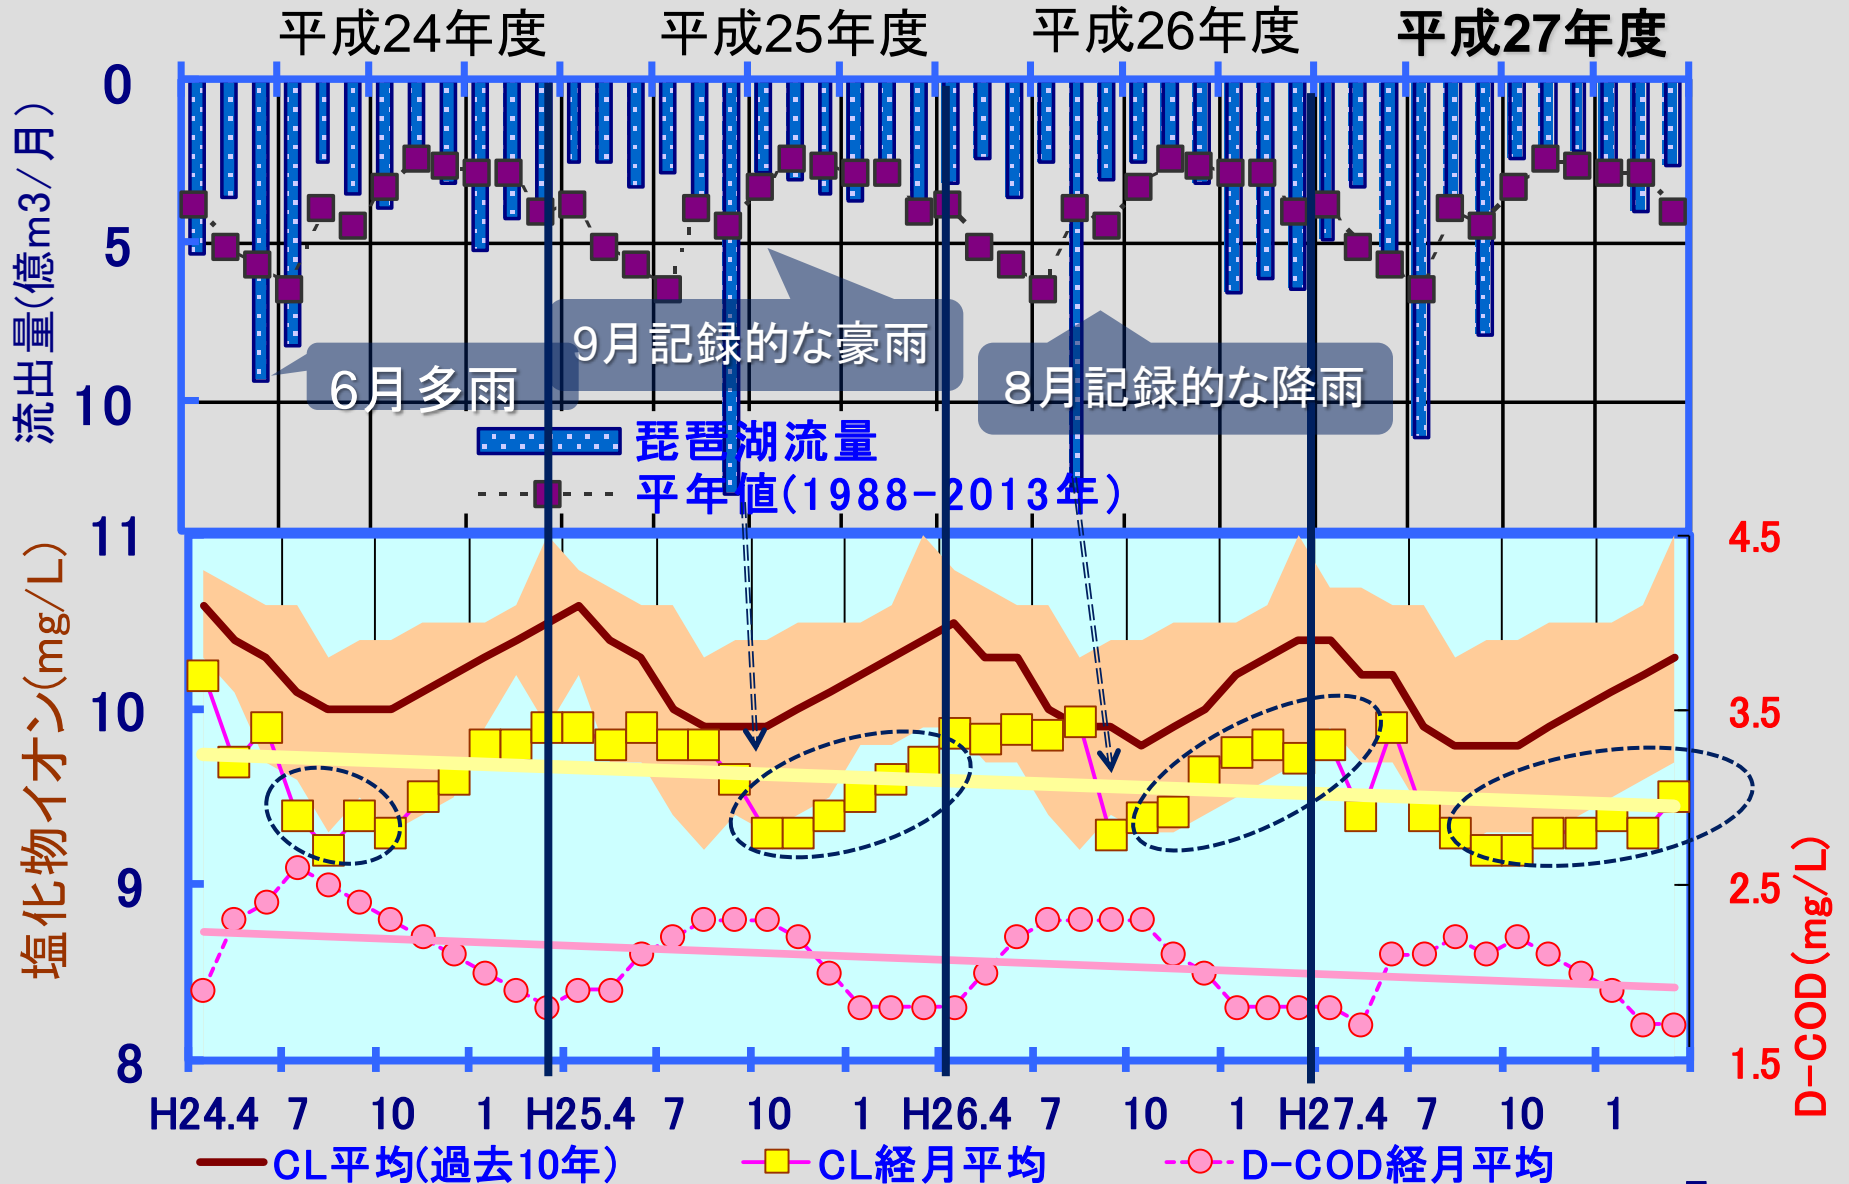 平成24年度 平成25年度 平成26年度 平成27年度
0
5
10
流出量(億m3/月)
9月記録的な豪雨
6月多雨
8月記録的な降雨
琵琶湖流量
平年値(1988-2013年)
11
10
9
8
塩化物イオン(mg/L)
4.5
3.5
2.5
1.5
D-COD(mg/L)
H24.4 7 10 1 H25.4 7 10 1 H26.4 7 10 1 H27.4 7 10 1
CL平均(過去10年) CL経月平均 D-COD経月平均